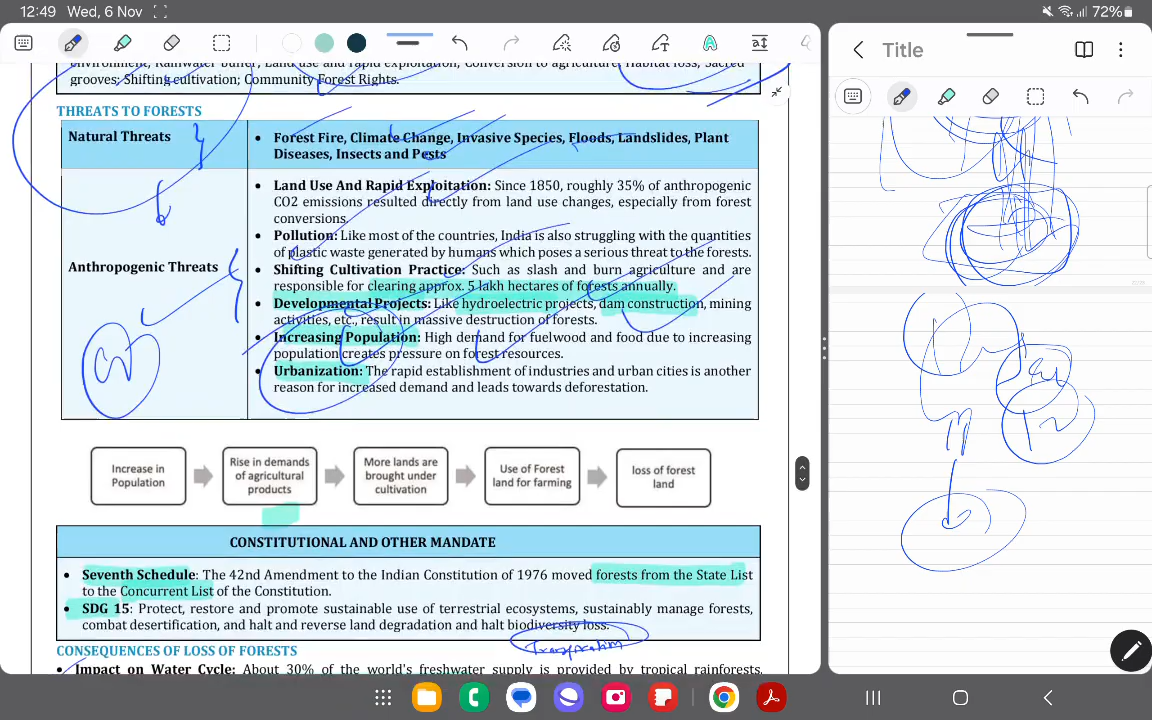 12:49 Wed, 6 Nov
72%
Title
environment, Rainwater buffer, Land use and rapid exploitation, Conversion to agriculture, Habitat loss, Sacred
grooves; Shifting cultivation; Community Forest Rights.
THREATS TO FORESTS
Natural Threats
• Forest Fire, Climate Change, Invasive Species, Floods, Landslides, Plant
Diseases, Insects and Pests
Anthropogenic Threats
• Land Use And Rapid Exploitation: Since 1850, roughly 35% of anthropogenic
CO2 emissions resulted directly from land use changes, especially from forest
conversions.
• Pollution: Like most of the countries, India is also struggling with the quantities
of plastic waste generated by humans which poses a serious threat to the forests.
• Shifting Cultivation Practice: Such as slash and burn agriculture and are
responsible for clearing approx. 5 lakh hectares of forests annually.
• Developmental Projects: Like hydroelectric projects, dam construction, mining
activities, etc., result in massive destruction of forests.
• Increasing Population: High demand for fuelwood and food due to increasing
population creates pressure on forest resources.
• Urbanization: The rapid establishment of industries and urban cities is another
reason for increased demand and leads towards deforestation.
Increase in
Population
Rise in demands
of agricultural
products
More lands are
brought under
cultivation
Use of Forest
land for farming
loss of forest
land
CONSTITUTIONAL AND OTHER MANDATE
• Seventh Schedule: The 42nd Amendment to the Indian Constitution of 1976 moved forests from the State List
to the Concurrent List of the Constitution.
• SDG 15: Protect, restore and promote sustainable use of terrestrial ecosystems, sustainably manage forests,
combat desertification, and halt and reverse land degradation and halt biodiversity loss.
Transpiration
CONSEQUENCES OF LOSS OF FORESTS
• Impact on Water Cycle: About 30% of the world's freshwater supply is provided by tropical rainforests.